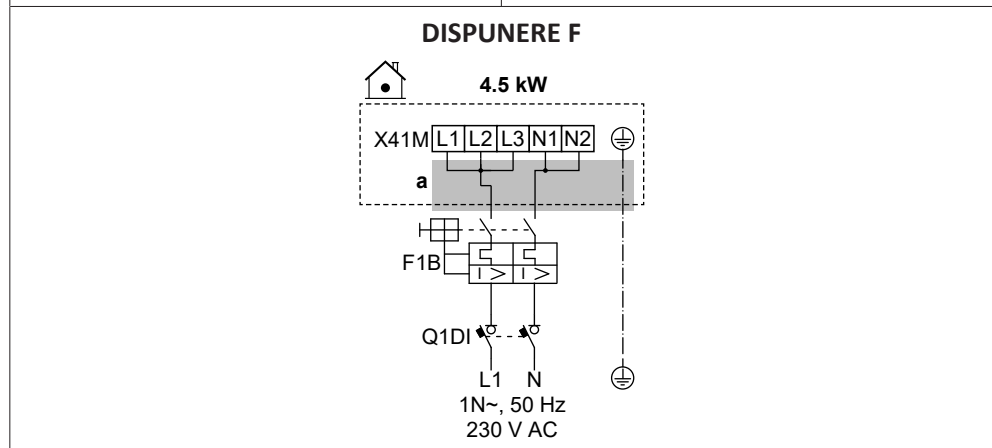 DISPUNERE F
4.5 kW
X41M L1 L2 L3 N1 N2
a
F1B
I > I >
Q1DI
L1 N
1N~, 50 Hz
230 V AC